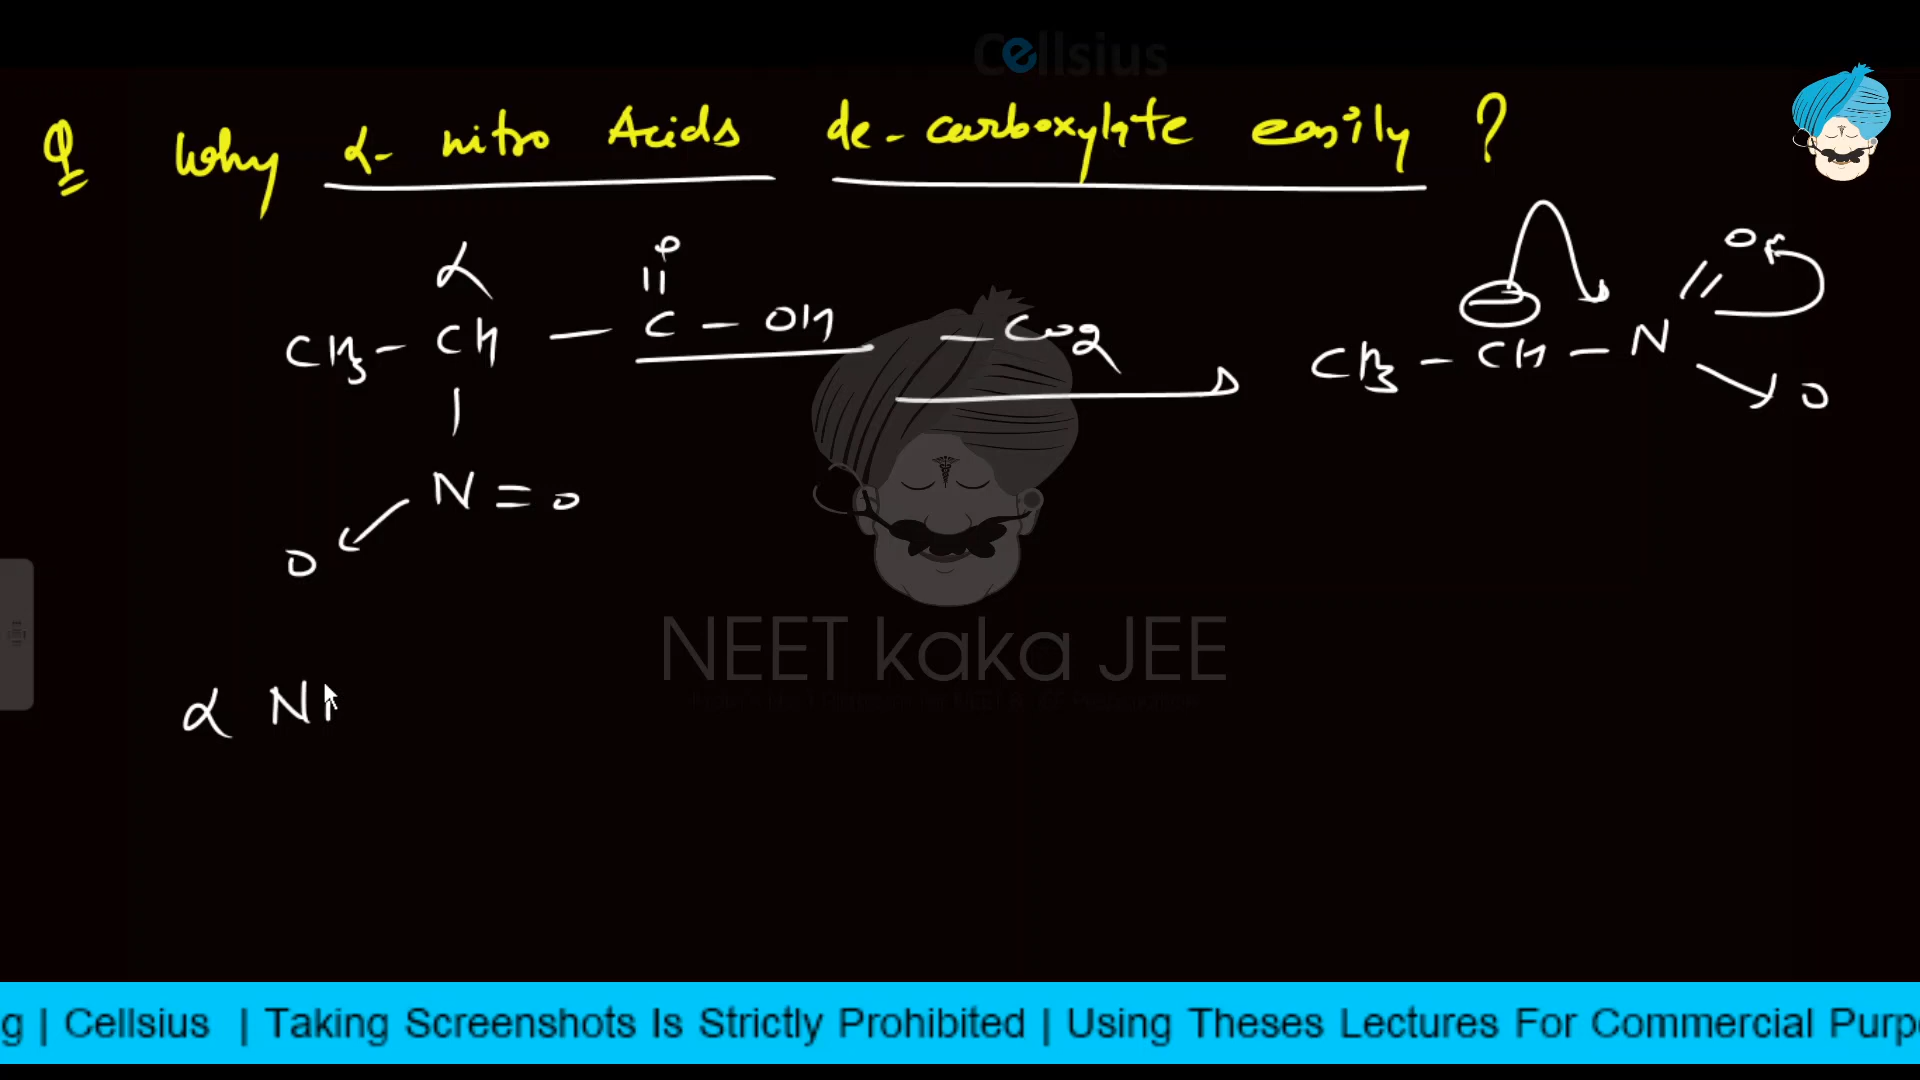 Cellsius
Q Why α- nitro Acids de-carboxylate easily ?
α O O
CH3 - CH - C - OH - CO2 CH3 - CH - N
O
N = O
O
NEET kaka JEE
α NI
g | Cellsius | Taking Screenshots Is Strictly Prohibited | Using Theses Lectures For Commercial Purp